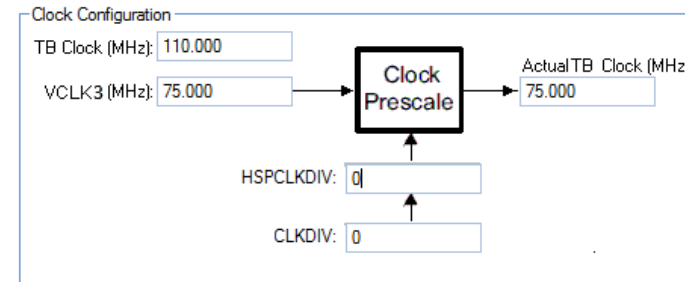 Clock Configuration
TB Clock (MHz): 110.000
VCLK3 (MHz): 75.000
Clock
Prescale
ActualTB Clock (MHz
75.000
HSPCLKDIV: 0
CLKDIV: 0